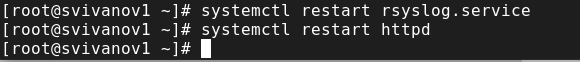 [root@svivanov1 ~]# systemctl restart rsyslog.service
[root@svivanov1 ~]# systemctl restart httpd
[root@svivanov1 ~]#